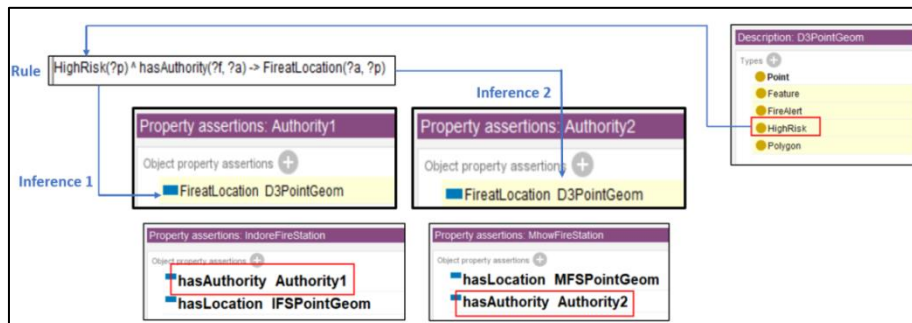 Description: D3PointGeom
Types
Point
Feature
FireAlert
HighRisk
Polygon
Rule
HighRisk(?p) ^ hasAuthority(?f, ?a) -> FireatLocation(?a, ?p)
Inference 2
Property assertions: Authority1
Object property assertions
FireatLocation D3PointGeom
Property assertions: Authority2
Object property assertions
FireatLocation D3PointGeom
Inference 1
Property assertions: IndoreFireStation
Object property assertions
hasAuthority Authority1
hasLocation IFSPointGeom
Property assertions: MhowFireStation
Object property assertions
hasLocation MFSPointGeom
hasAuthority Authority2